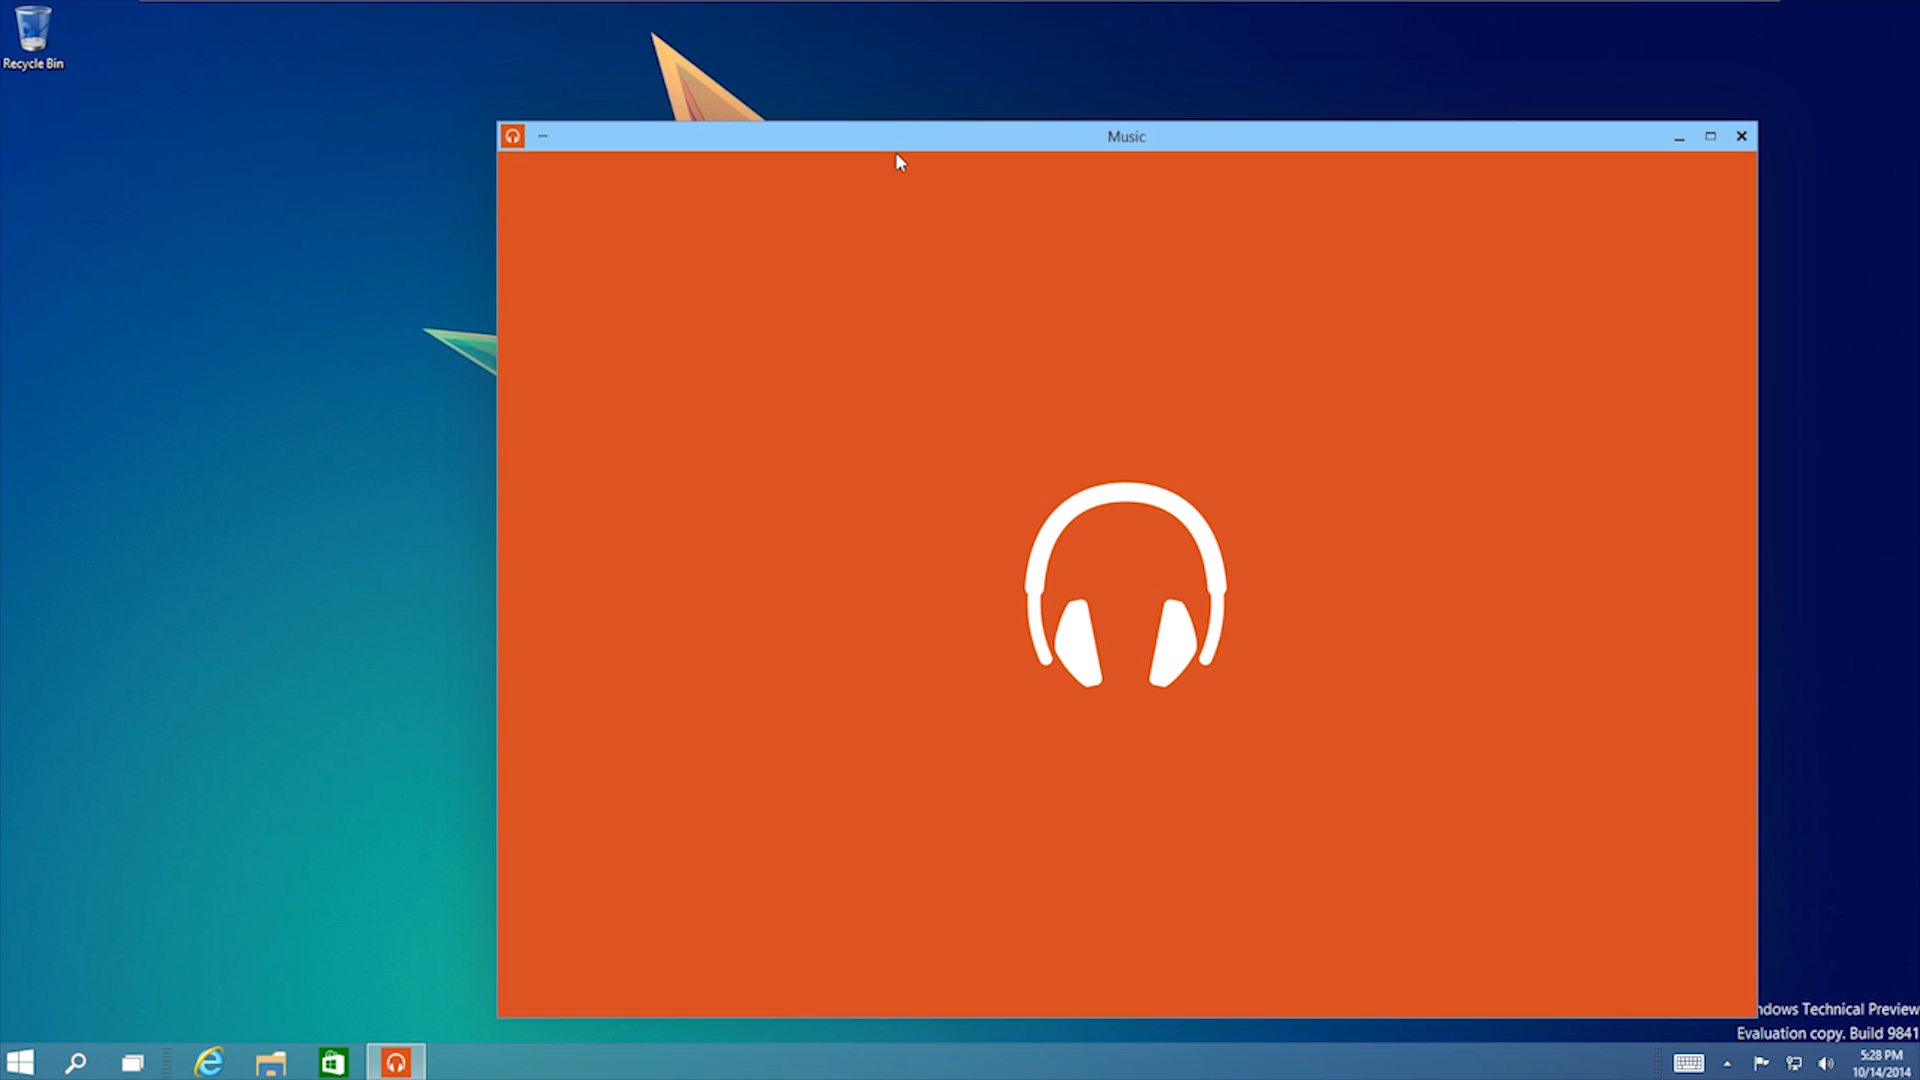 Recycle Bin
Music
ndows Technical Preview
Evaluation copy. Build 9841
5:28 PM
10/14/2014